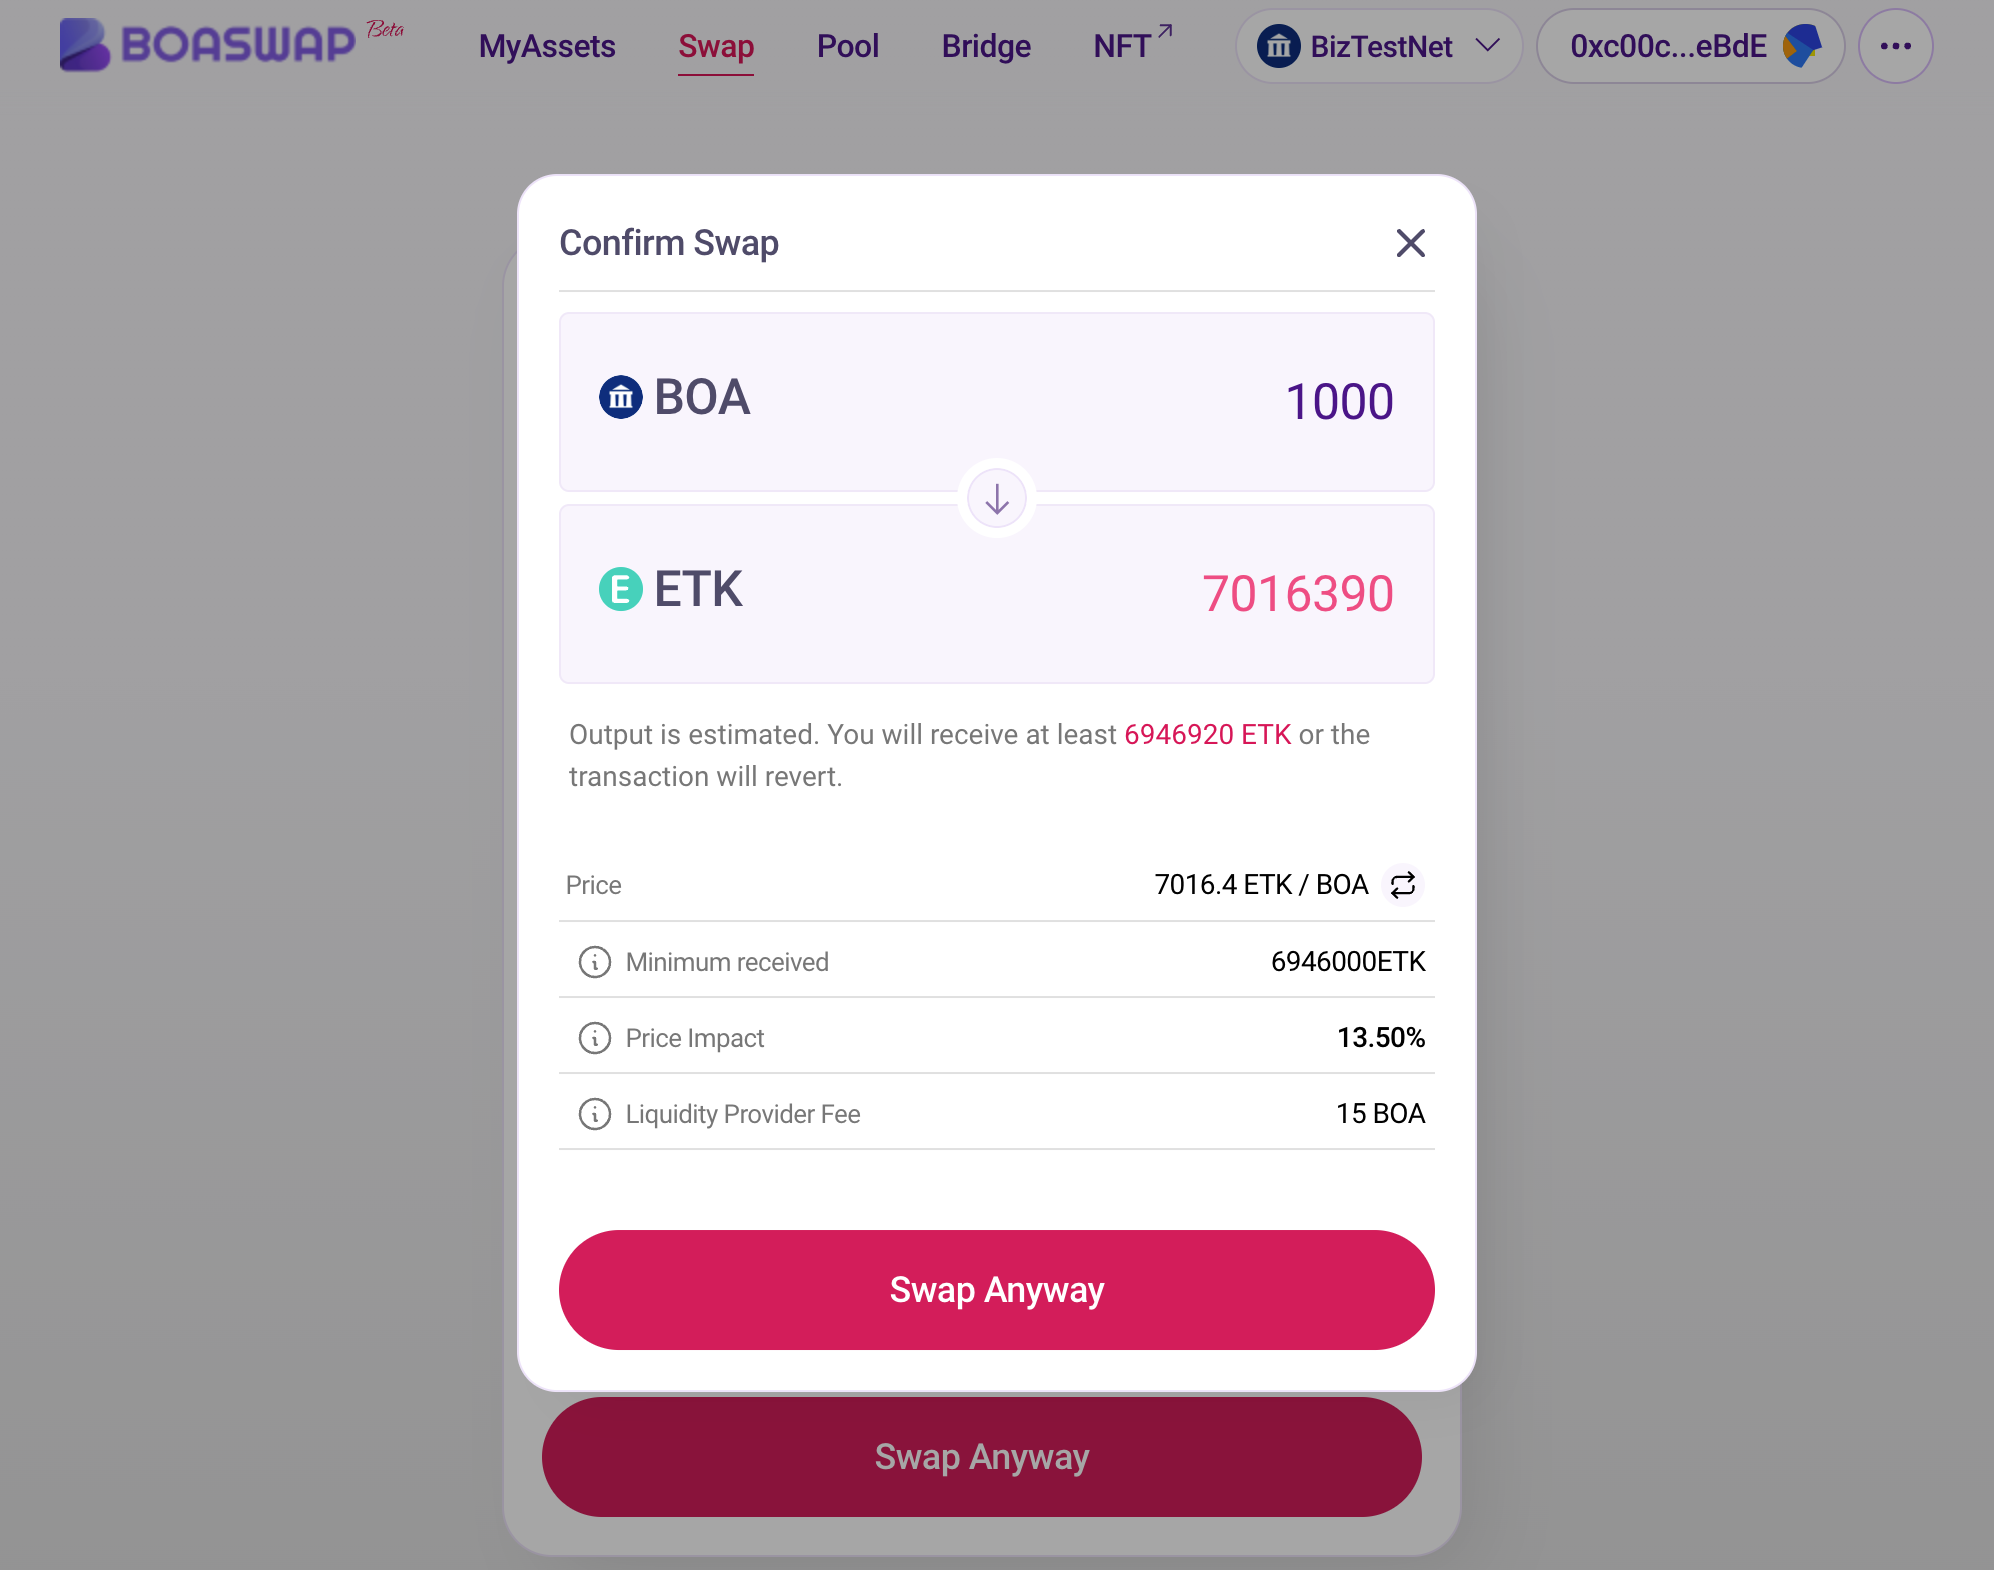 BOASWAP Beta MyAssets Swap Pool Bridge NFT BizTestNet 0xc00c...eBdE
Confirm Swap
BOA 1000
E ETK 7016390
Output is estimated. You will receive at least 6946920 ETK or the
transaction will revert.
Price 7016.4 ETK / BOA
Minimum received 6946000ETK
Price Impact 13.50%
Liquidity Provider Fee 15 BOA
Swap Anyway
Swap Anyway